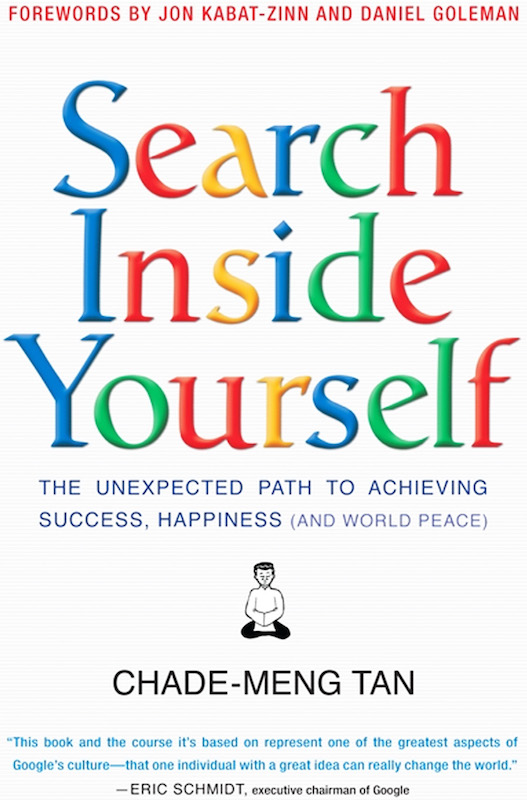 FOREWORDS BY JON KABAT-ZINN AND DANIEL GOLEMAN
Search
Inside
Yourself
THE UNEXPECTED PATH TO ACHIEVING
SUCCESS, HAPPINESS (AND WORLD PEACE)
CHADE-MENG TAN
“This book and the course it’s based on represent one of the greatest aspects of
Google’s culture—that one individual with a great idea can really change the world.”
—ERIC SCHMIDT, executive chairman of Google